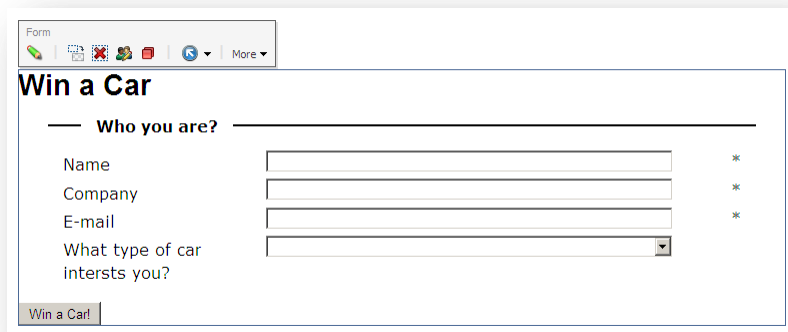 Form
More
Win a Car
Who you are?
Name *
Company *
E-mail *
What type of car
intersts you?
Win a Car!